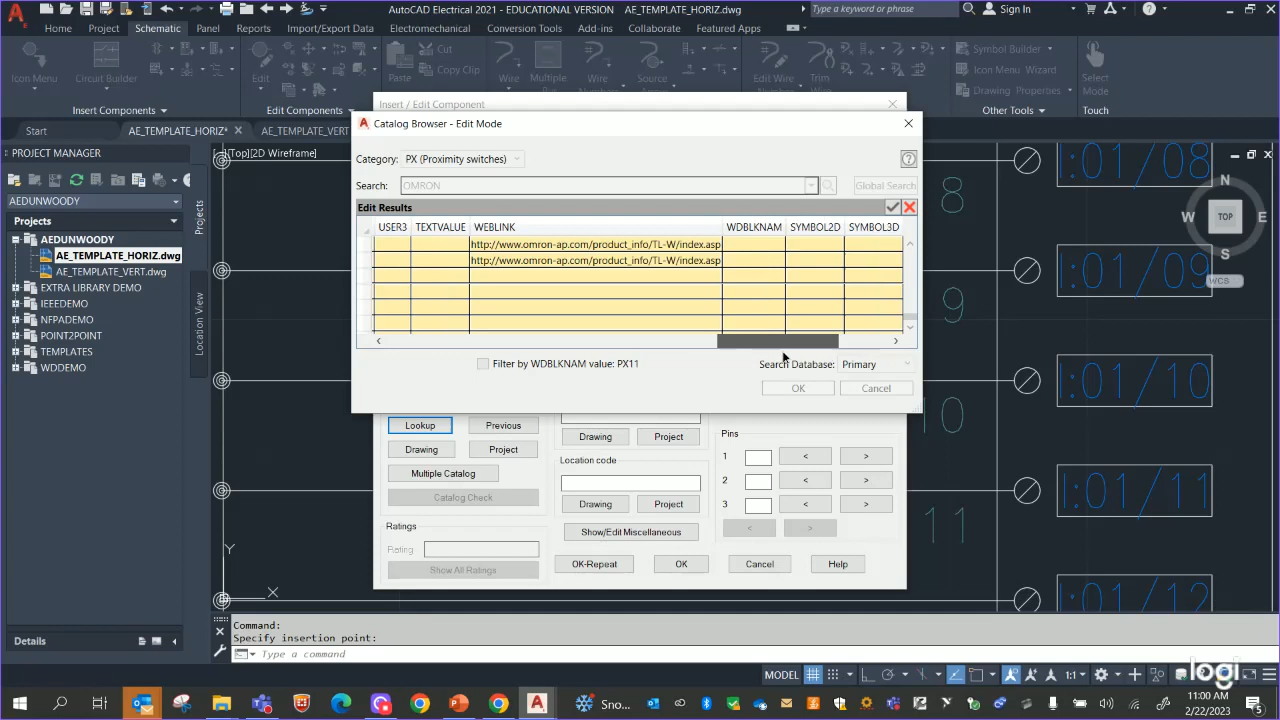 AutoCAD Electrical 2021 - EDUCATIONAL VERSION AE_TEMPLATE_HORIZ.dwg
Type a keyword or phrase
Sign In
Home Project Schematic Panel Reports Import/Export Data Electromechanical Conversion Tools Add-ins Collaborate Featured Apps
Icon Menu
Circuit Builder
Edit
Cut
Copy Clip
Paste
Wire
Multiple
Wire
Source
Edit Wire
Trim
Symbol Builder
Icon Menu Wizard
Drawing Properties
Select
Mode
Insert Components
Edit Components
Other Tools
Touch
Start
AE_TEMPLATE_HORIZ*
AE_TEMPLATE_VERT
PROJECT MANAGER
[Top][2D Wireframe]
AEDUNWOODY
Projects
AEDUNWOODY
AE_TEMPLATE_HORIZ.dwg
AE_TEMPLATE_VERT.dwg
EXTRA LIBRARY DEMO
IEEEDEMO
NFPADEMO
POINT2POINT
TEMPLATES
WDDEMO
Projects
Location View
Details
Insert / Edit Component
Catalog Browser - Edit Mode
Category: PX (Proximity switches)
Search: OMRON
Global Search
Edit Results
USER3 TEXTVALUE WEBLINK WDBLKNAM SYMBOL2D SYMBOL3D
http://www.omron-ap.com/product_info/TL-W/index.asp
http://www.omron-ap.com/product_info/TL-W/index.asp
Filter by WDBLKNAM value: PX11
Search Database: Primary
OK Cancel
Lookup Previous
Drawing Project
Multiple Catalog
Catalog Check
Ratings
Rating
Show All Ratings
Drawing Project
Location code
Drawing Project
Show/Edit Miscellaneous
Pins
1 < >
2 < >
3 < >
< >
OK-Repeat OK Cancel Help
8
9
10
11
I:01/08
I:01/09
I:01/10
I:01/11
I:01/12
N
W TOP E
S
WCS
Y
X
Command:
Specify insertion point:
Type a command
MODEL
1:1
logi
Sno...
11:00 AM
2/22/2023
5